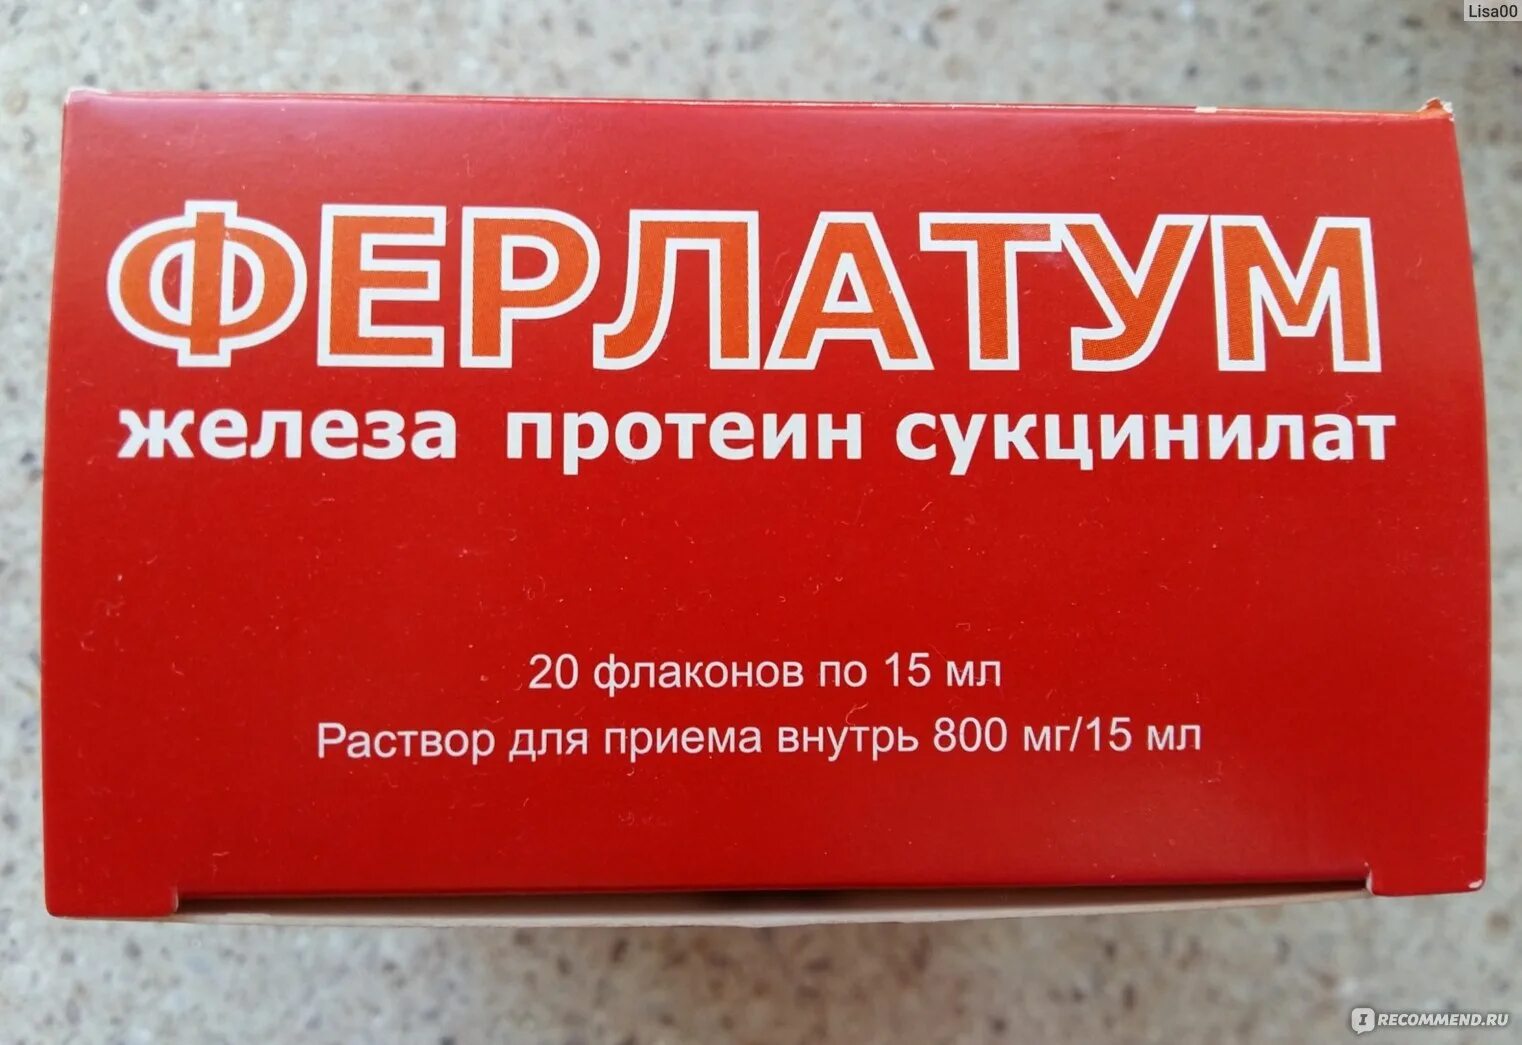 Lisa00
ФЕРЛАТУМ
железа протеин сукцинилат
20 флаконов по 15 мл
Раствор для приема внутрь 800 мг/15 мл
I RECOMMEND.RU